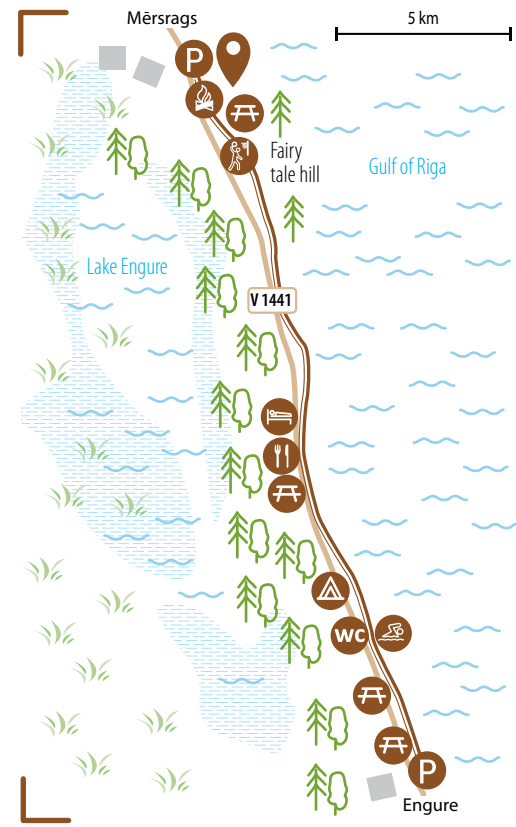 Mērsrags
5 km
P
Fairy
tale hill
Gulf of Riga
Lake Engure
V 1441
WC
P
Engure